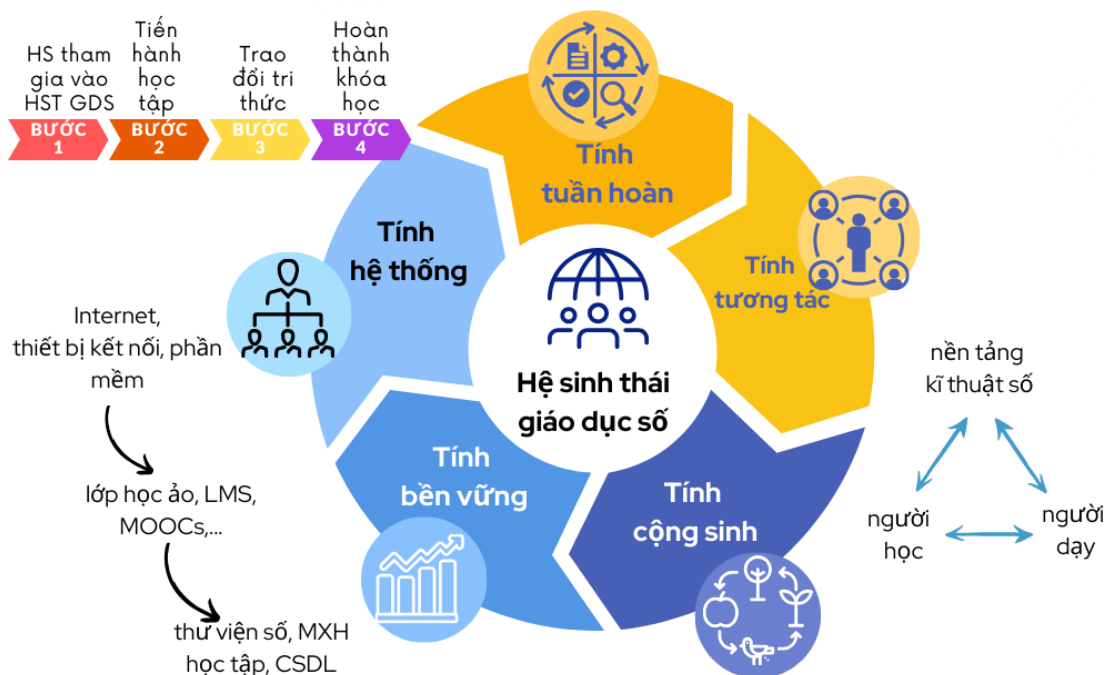 HS tham
gia vào
HST GDS
BƯỚC
1
Tiến
hành
học
tập
BƯỚC
2
Trao
đổi tri
thức
BƯỚC
3
Hoàn
thành
khóa
học
BƯỚC
4
Tính
tuần hoàn
Tính
tương tác
Tính
hệ thống
Hệ sinh thái
giáo dục số
Tính
bền vững
Tính
cộng sinh
Internet,
thiết bị kết nối, phần
mềm
lớp học ảo, LMS,
MOOCs,...
thư viện số, MXH
học tập, CSDL
nền tảng
kĩ thuật số
người
học
người
dạy